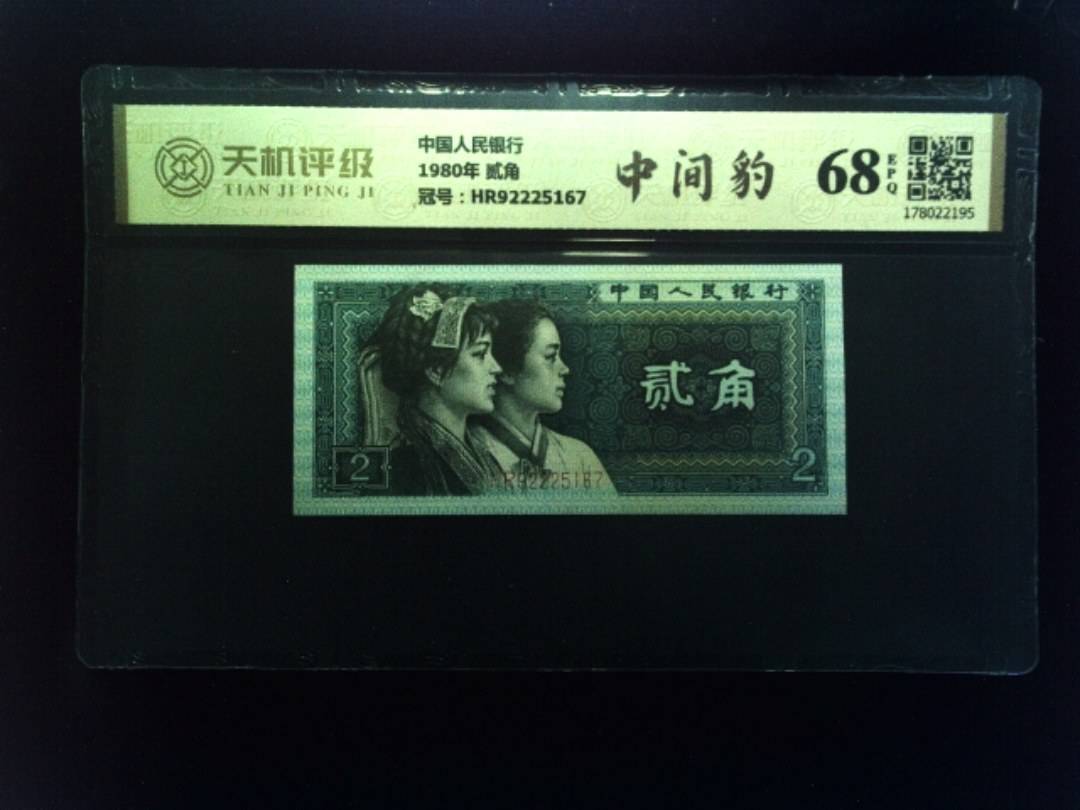 天机评级
TIAN JI PING JI
中国人民银行
1980年 贰角
冠号：HR92225167
中间豹
68
EPQ
178022195
中国人民银行
贰角
2
2
HR92225167